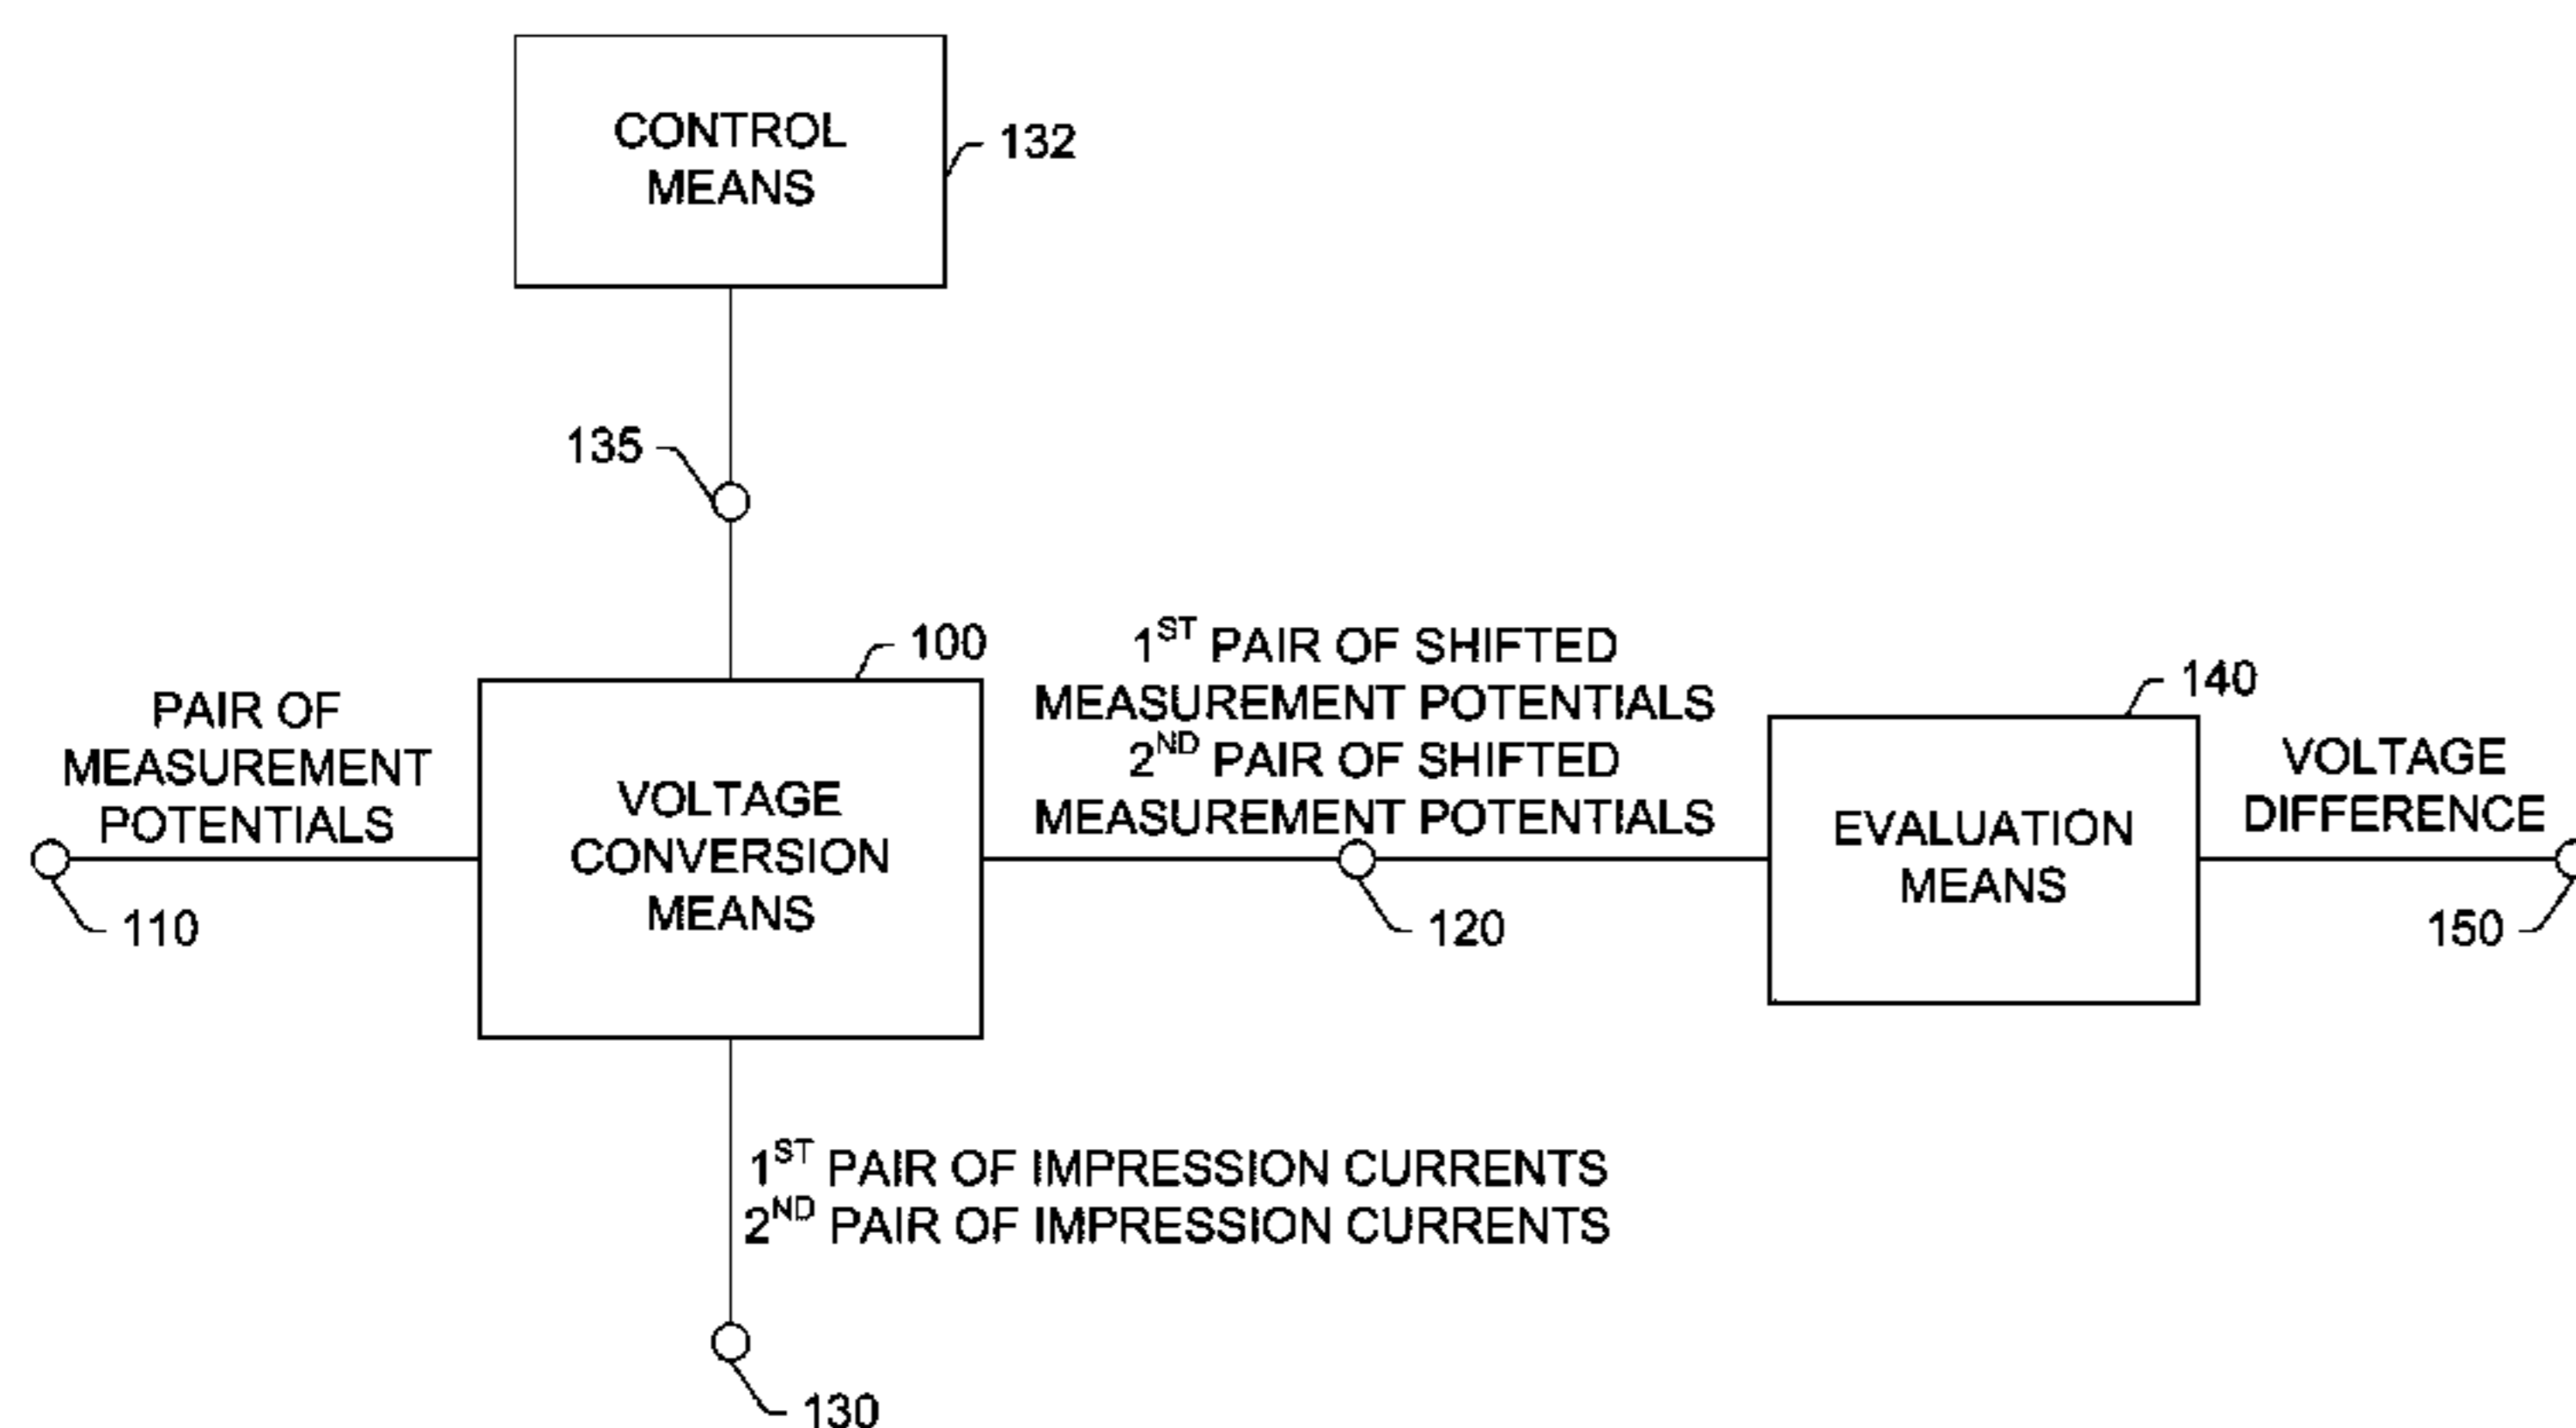 CONTROL
MEANS
132
135
100
1ST PAIR OF SHIFTED
MEASUREMENT POTENTIALS
2ND PAIR OF SHIFTED
MEASUREMENT POTENTIALS
140
PAIR OF
MEASUREMENT
POTENTIALS
VOLTAGE
CONVERSION
MEANS
EVALUATION
MEANS
VOLTAGE
DIFFERENCE
110
120
150
1ST PAIR OF IMPRESSION CURRENTS
2ND PAIR OF IMPRESSION CURRENTS
130